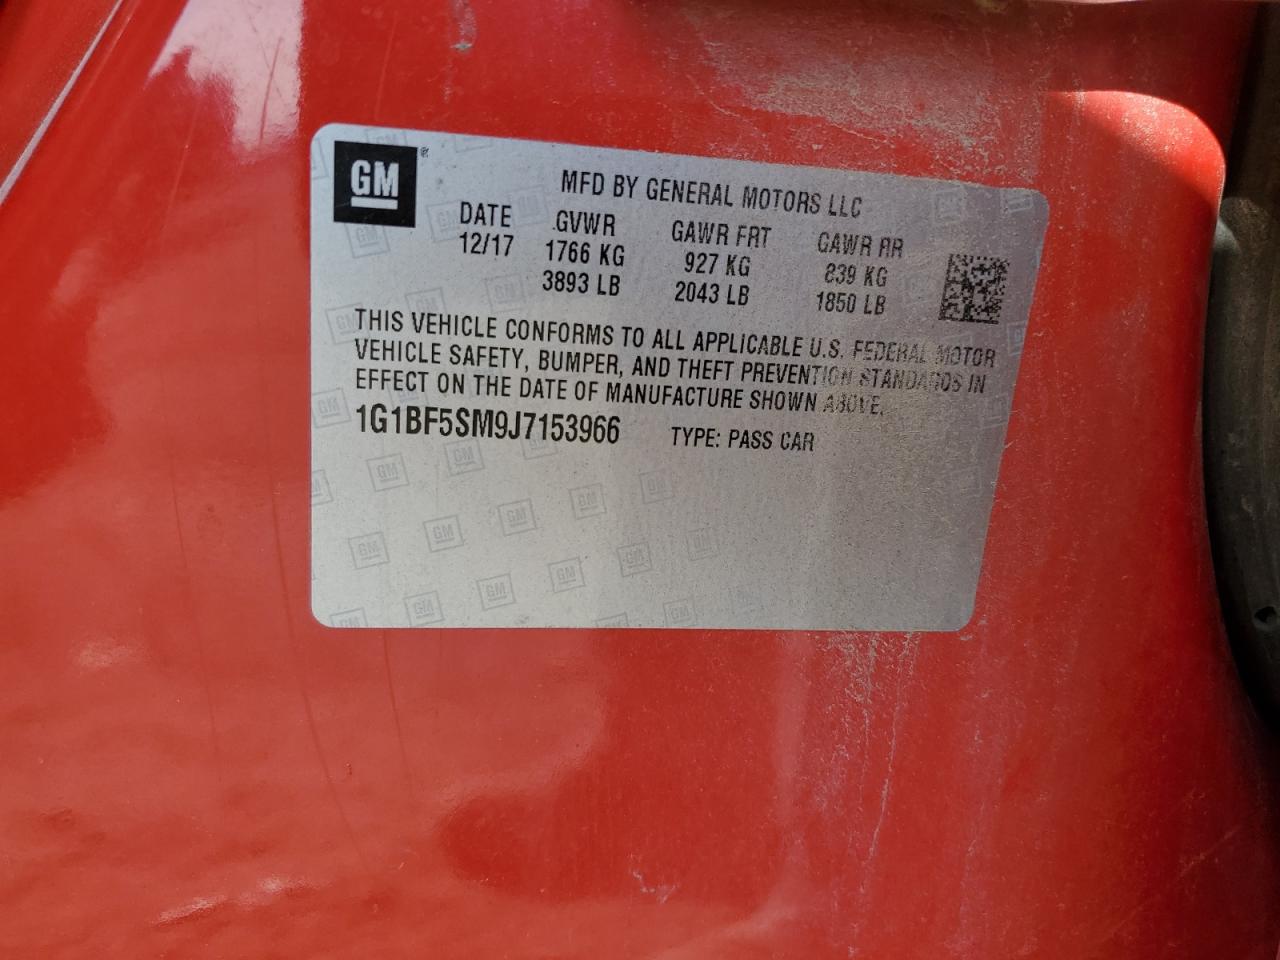 GM®
MFD BY GENERAL MOTORS LLC
DATE GVWR GAWR FRT GAWR RR
12/17 1766 KG 927 KG 839 KG
3893 LB 2043 LB 1850 LB
THIS VEHICLE CONFORMS TO ALL APPLICABLE U.S. FEDERAL MOTOR
VEHICLE SAFETY, BUMPER, AND THEFT PREVENTION STANDARDS IN
EFFECT ON THE DATE OF MANUFACTURE SHOWN ABOVE.
1G1BF5SM9J7153966 TYPE: PASS CAR